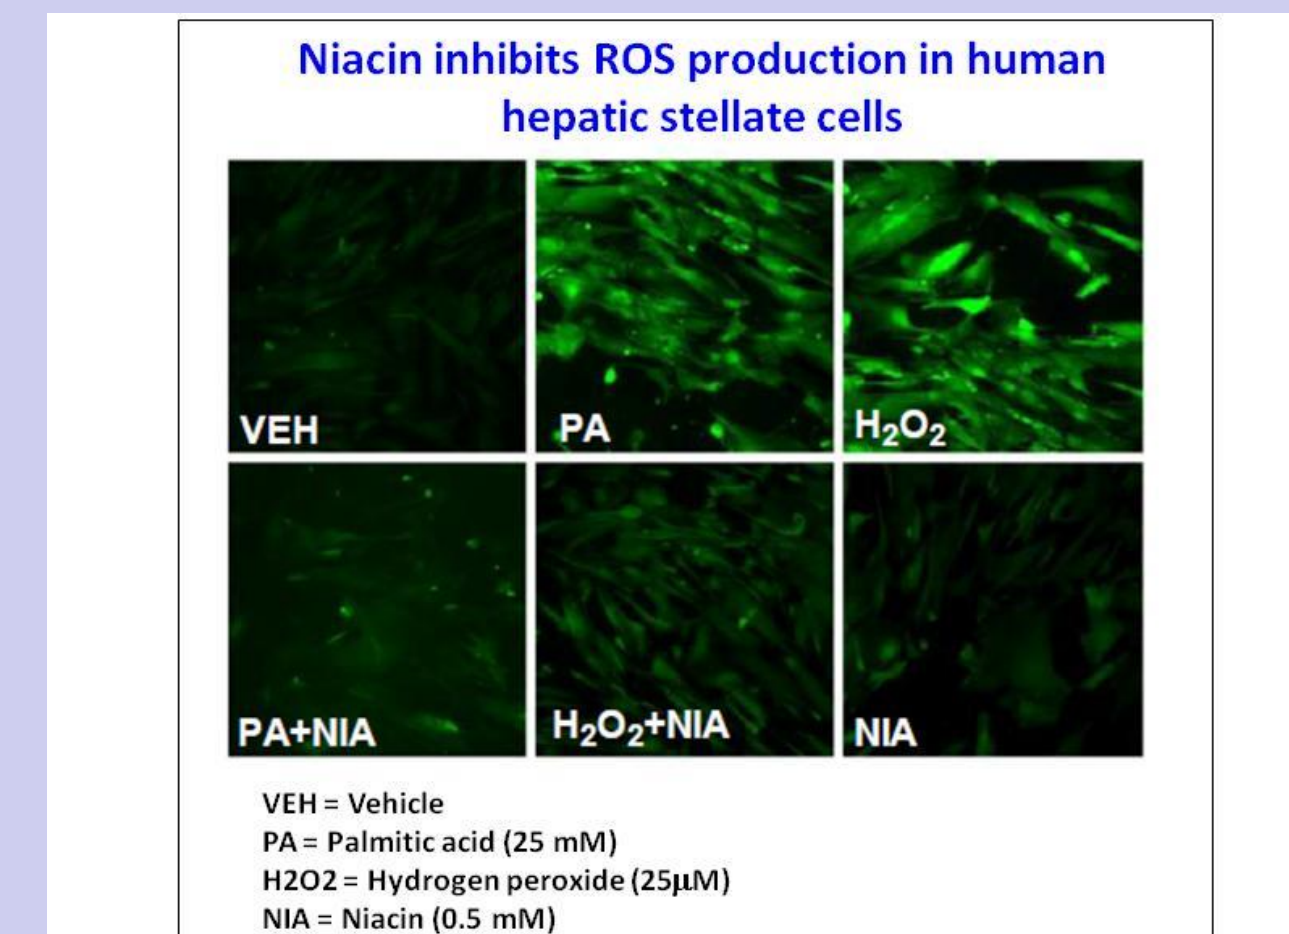 Niacin inhibits ROS production in human
hepatic stellate cells
VEH
PA
H₂O₂
PA+NIA
H₂O₂+NIA
NIA
VEH = Vehicle
PA = Palmitic acid (25 mM)
H2O2 = Hydrogen peroxide (25µM)
NIA = Niacin (0.5 mM)